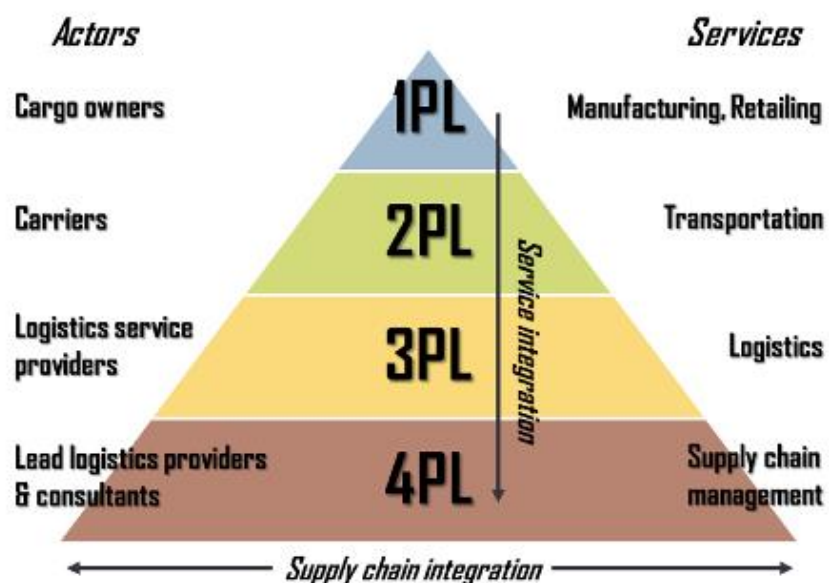 Actors
Services
Cargo owners
1PL
Manufacturing, Retailing
Carriers
2PL
Transportation
Service integration
Logistics service
providers
3PL
Logistics
Lead logistics providers
& consultants
4PL
Supply chain
management
Supply chain integration